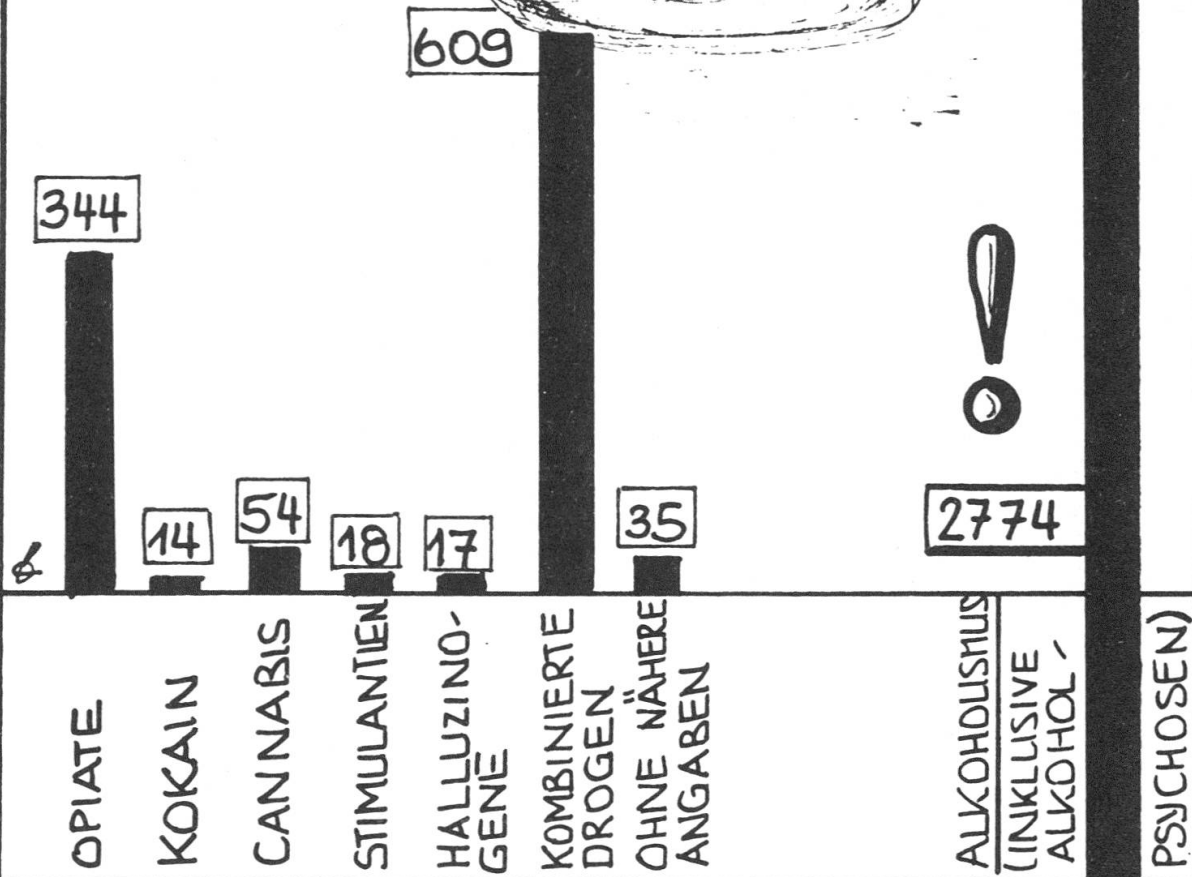 609
344
14
54
18
17
35
2774
OPIATE
KOKAIN
CANNABIS
STIMULANTIEN
HALLUZINO-
GENE
KOMBINIERTE
DROGEN
OHNE NÄHERE
ANGABEN
ALKOHOLISMUS
(INKLUSIVE
ALKOHOL-
PSYCHOSEN)
!